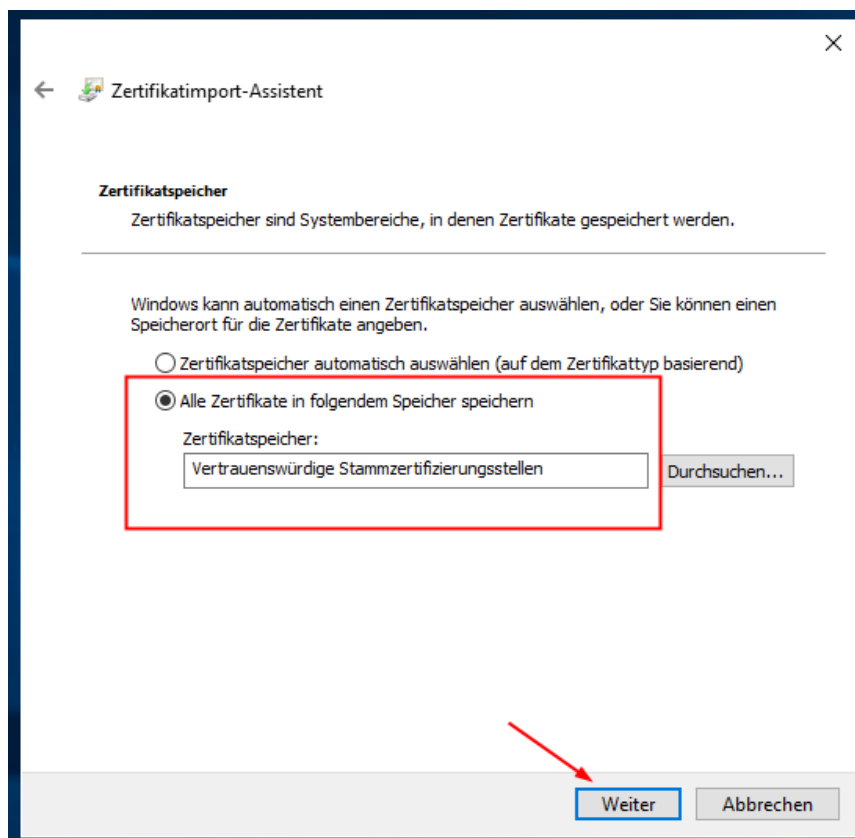 Zertifikatimport-Assistent
Zertifikatspeicher
Zertifikatspeicher sind Systembereiche, in denen Zertifikate gespeichert werden.
Windows kann automatisch einen Zertifikatspeicher auswählen, oder Sie können einen
Speicherort für die Zertifikate angeben.
Zertifikatspeicher automatisch auswählen (auf dem Zertifikattyp basierend)
Alle Zertifikate in folgendem Speicher speichern
Zertifikatspeicher:
Vertrauenswürdige Stammzertifizierungsstellen
Durchsuchen...
Weiter
Abbrechen